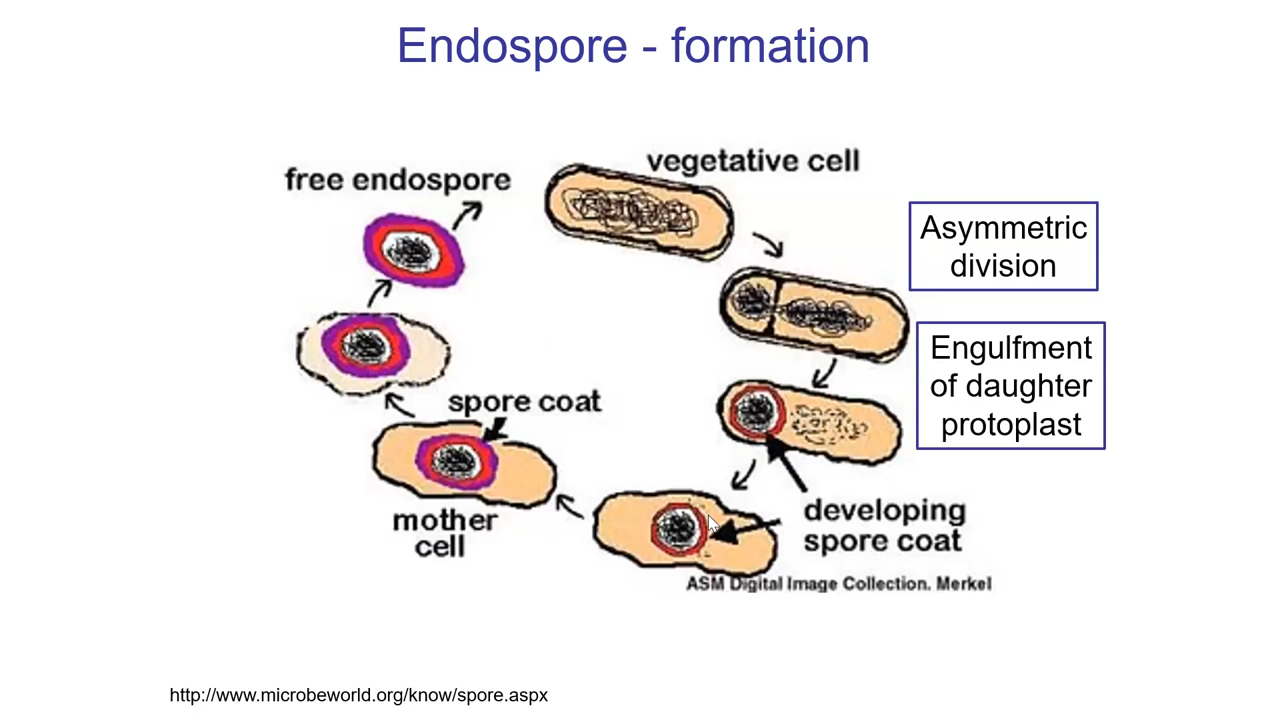 Endospore - formation
free endospore
vegetative cell
Asymmetric
division
Engulfment
of daughter
protoplast
spore coat
mother
cell
developing
spore coat
ASM Digital Image Collection. Merkel
http://www.microbeworld.org/know/spore.aspx